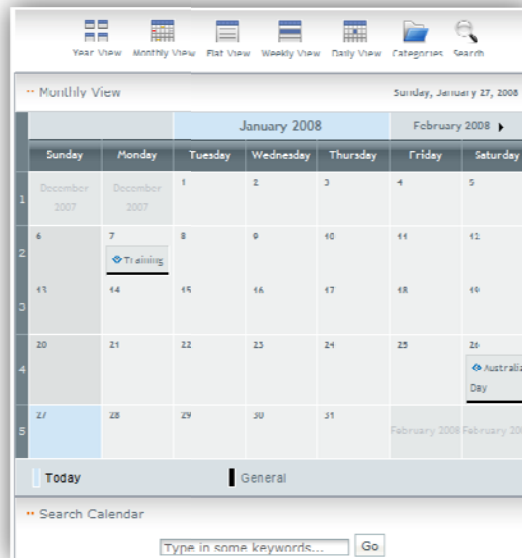 Year View Monthly View Flat View Weekly View Daily View Categories Search
Monthly View Sunday, January 27, 2008
January 2008 February 2008
Sunday Monday Tuesday Wednesday Thursday Friday Saturday
December December 1 2 3 4 5
1
2007 2007
6 7 8 9 10 11 12
2 Training
13 14 15 16 17 18 19
3
20 21 22 23 24 25 26
4 Australia
Day
27 28 29 30 31
5 February 2008 February 200
Today General
Search Calendar
Type in some keywords... Go